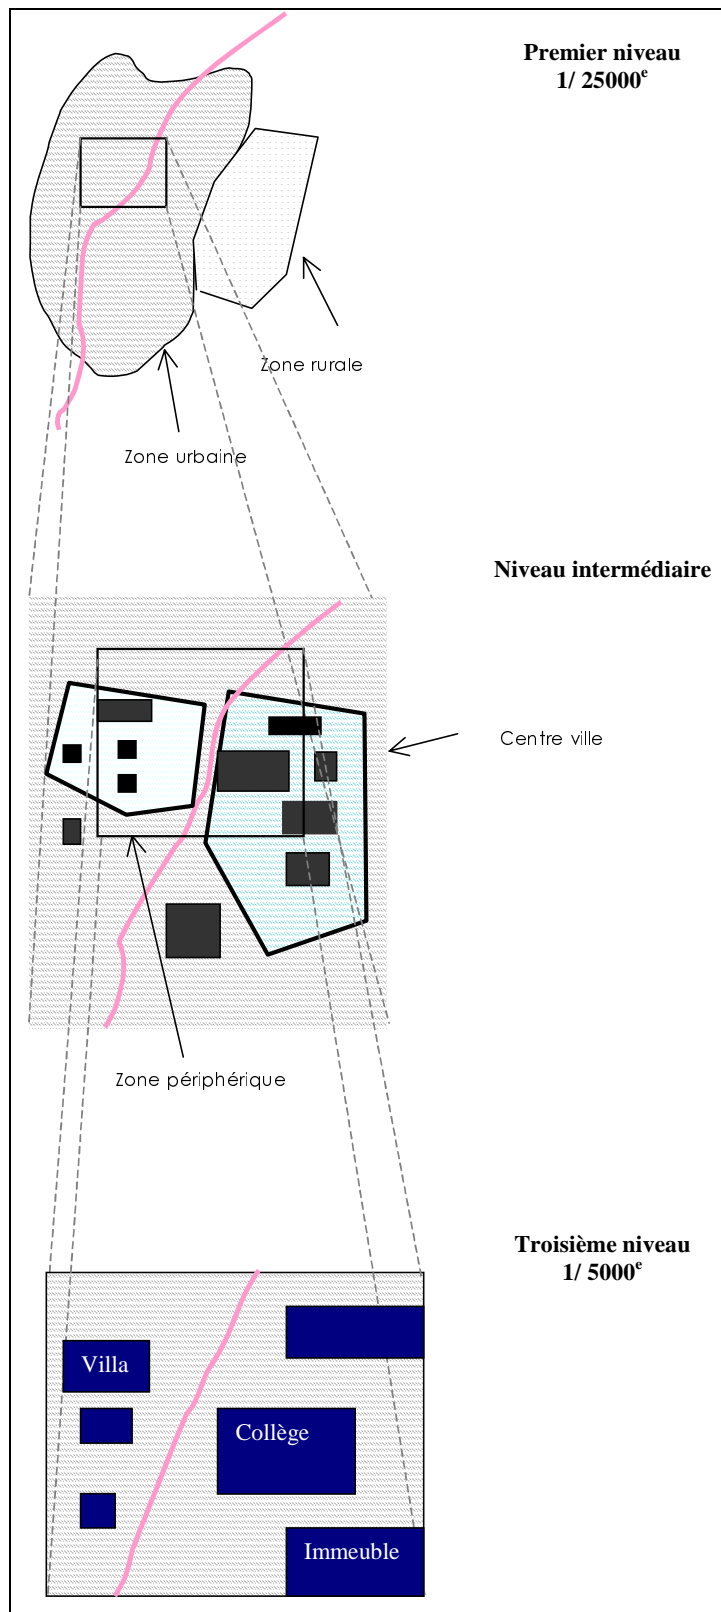 Premier niveau
1/ 25000e
Zone rurale
Zone urbaine
Niveau intermédiaire
Centre ville
Zone périphérique
Troisième niveau
1/ 5000e
Villa
Collège
Immeuble